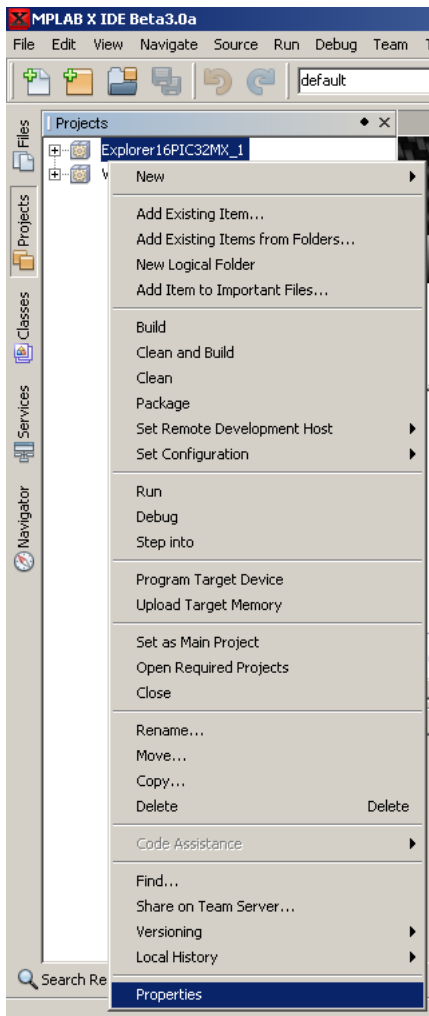 MPLAB X IDE Beta3.0a
File Edit View Navigate Source Run Debug Team
default
Files
Projects
Classes
Services
Navigator
Projects
Explorer16PIC32MX_1
New
Add Existing Item...
Add Existing Items from Folders...
New Logical Folder
Add Item to Important Files...
Build
Clean and Build
Clean
Package
Set Remote Development Host
Set Configuration
Run
Debug
Step into
Program Target Device
Upload Target Memory
Set as Main Project
Open Required Projects
Close
Rename...
Move...
Copy...
Delete Delete
Code Assistance
Find...
Share on Team Server...
Versioning
Local History
Properties
Search Re